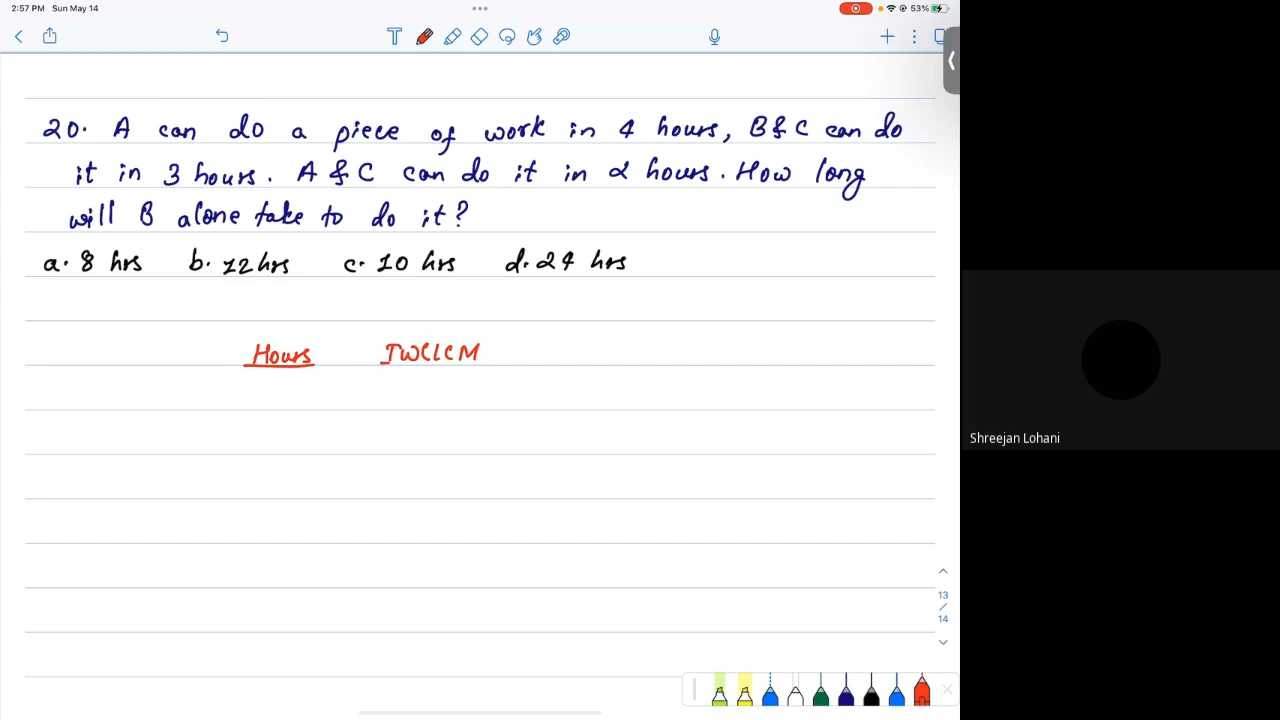 2:57 PM Sun May 14
53%
20. A can do a piece of work in 4 hours, B & C can do
it in 3 hours. A & C can do it in 2 hours. How long
will B alone take to do it?
a. 8 hrs b. 12 hrs c. 10 hrs d. 24 hrs
Hours TW(LCM
Shreejan Lohani
13
/
14